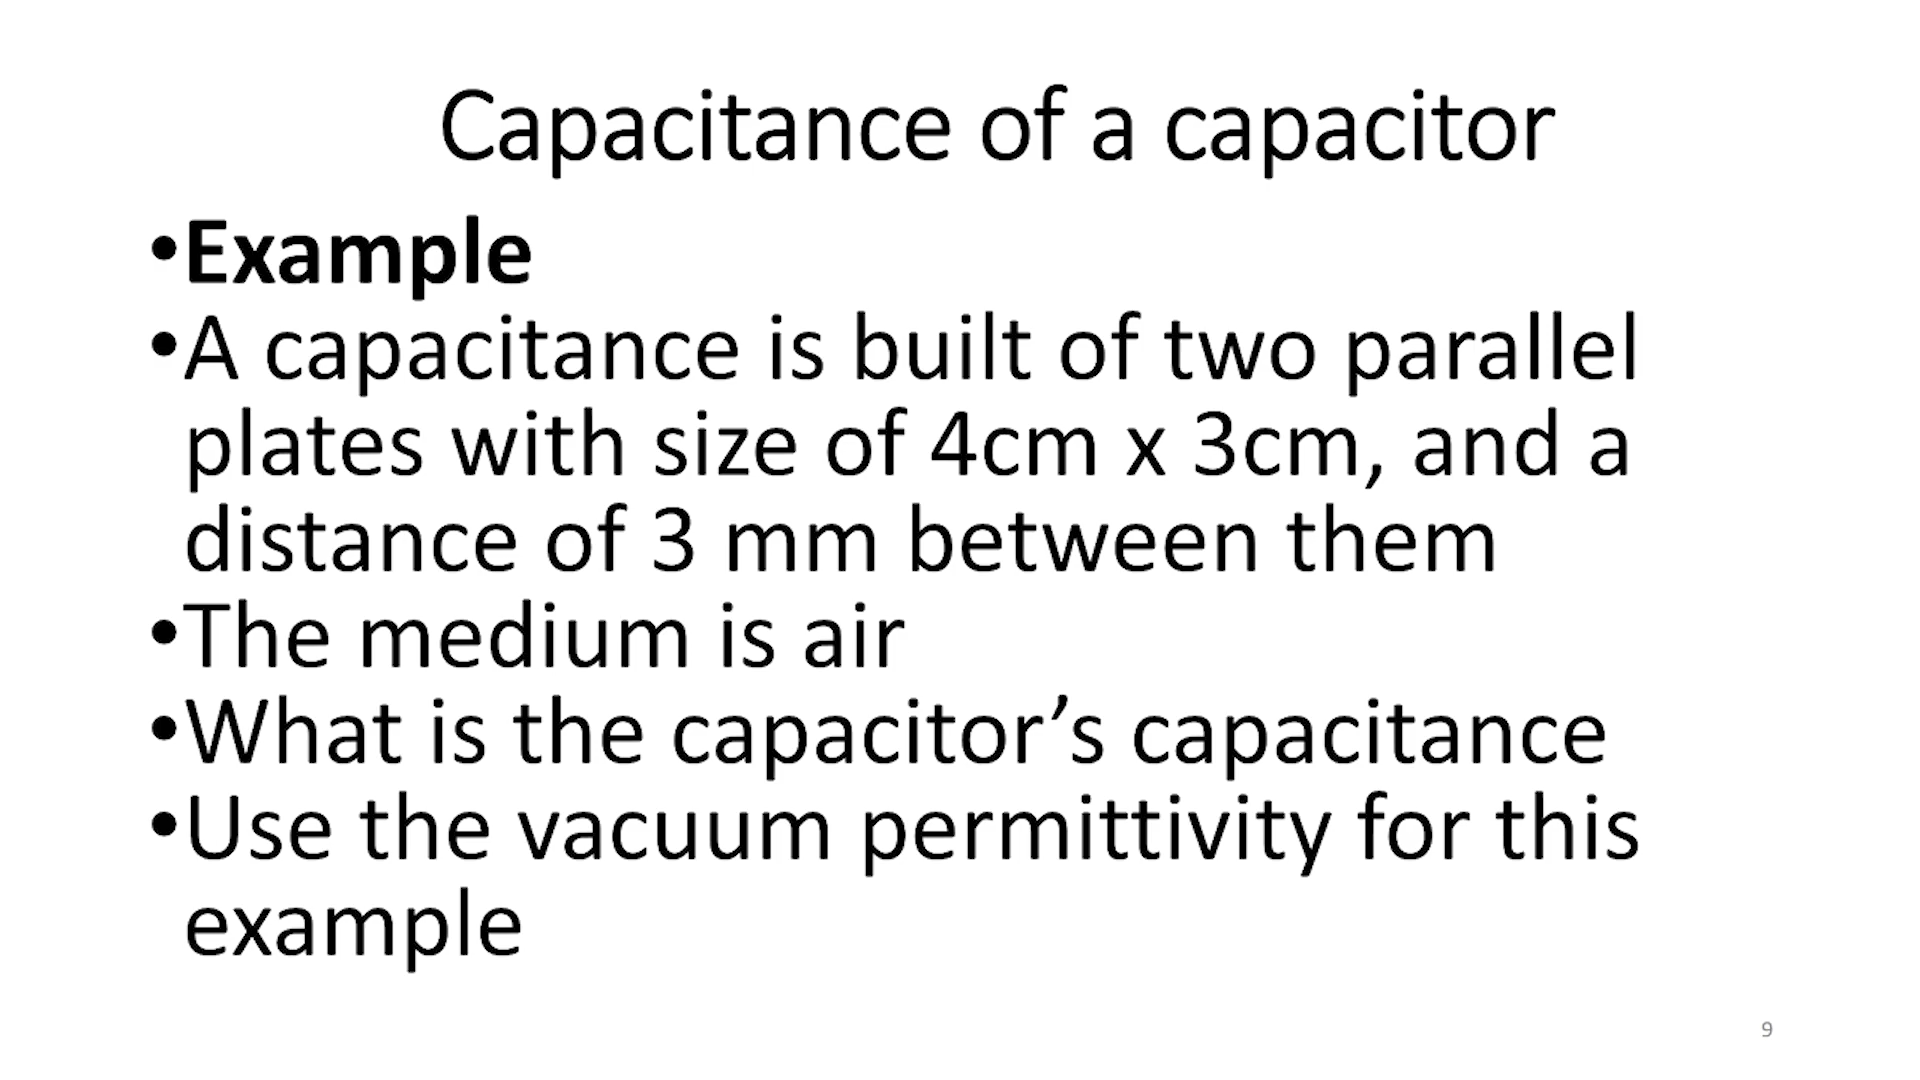 Capacitance of a capacitor
•Example
•A capacitance is built of two parallel
plates with size of 4cm x 3cm, and a
distance of 3 mm between them
•The medium is air
•What is the capacitor’s capacitance
•Use the vacuum permittivity for this
example
9